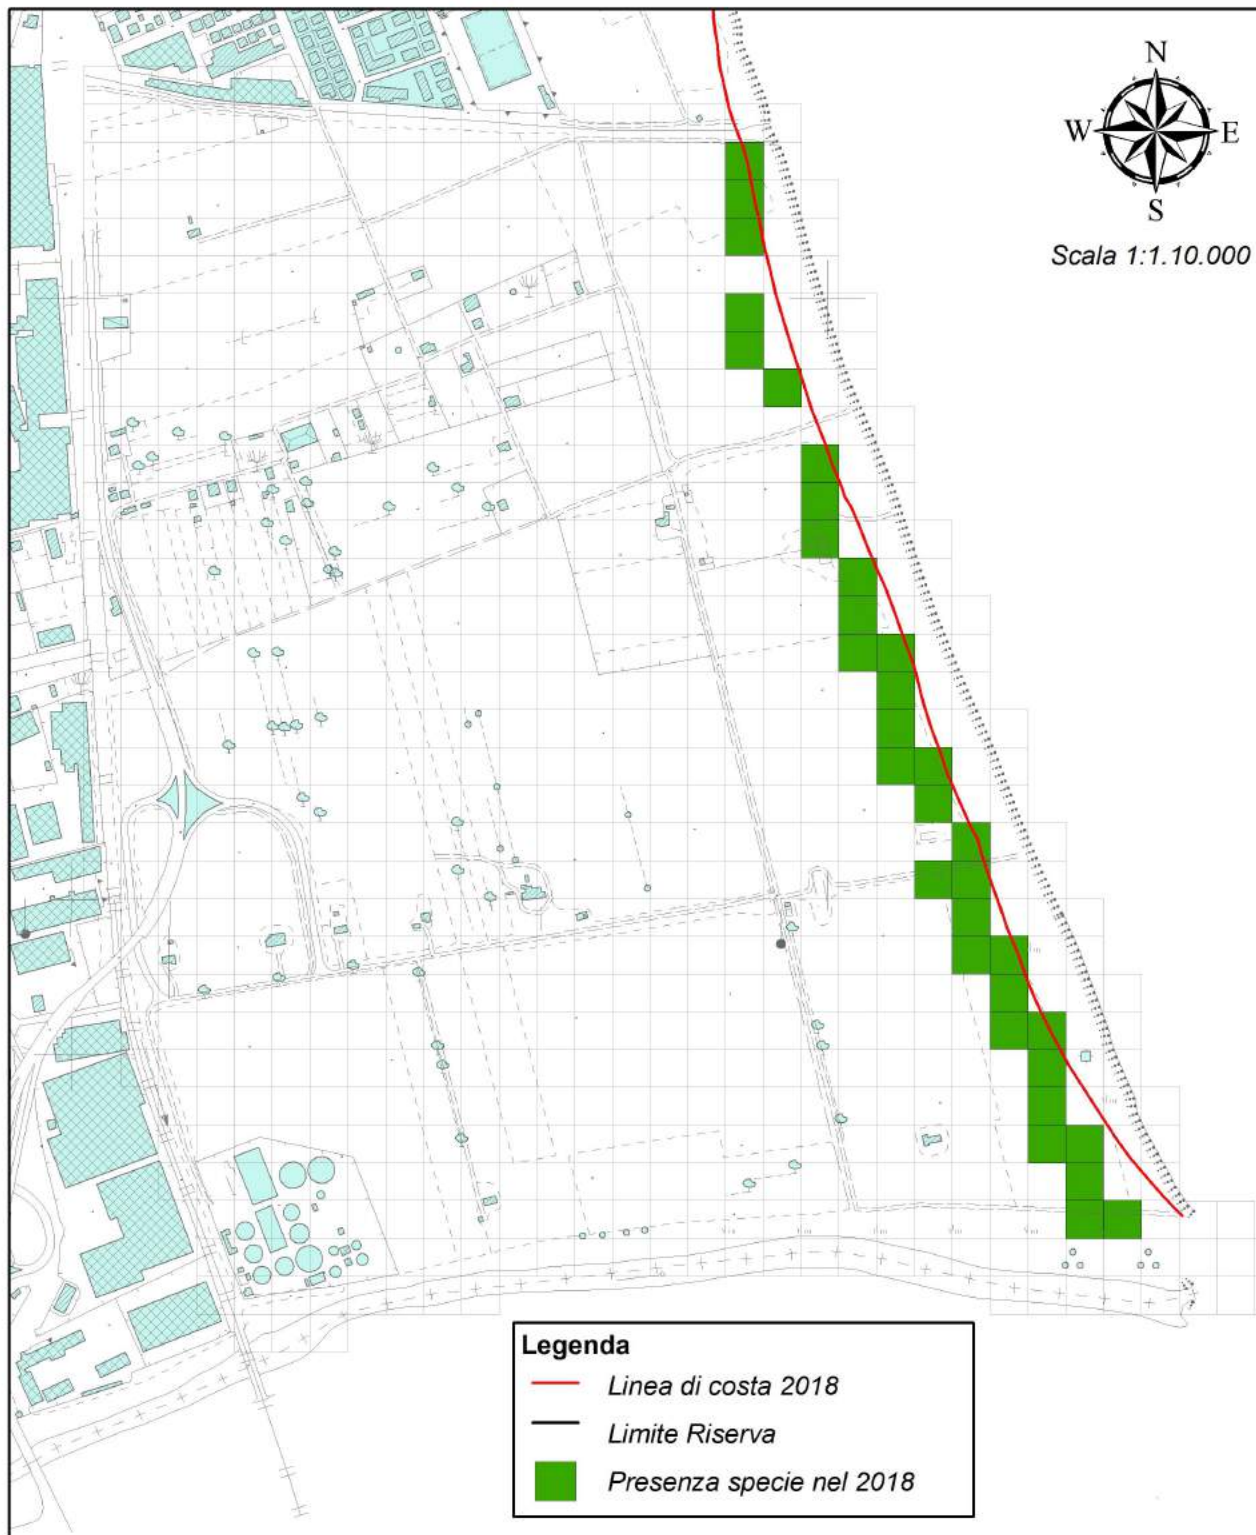 N
W E
S
Scala 1:1.10.000
Legenda
Linea di costa 2018
Limite Riserva
Presenza specie nel 2018